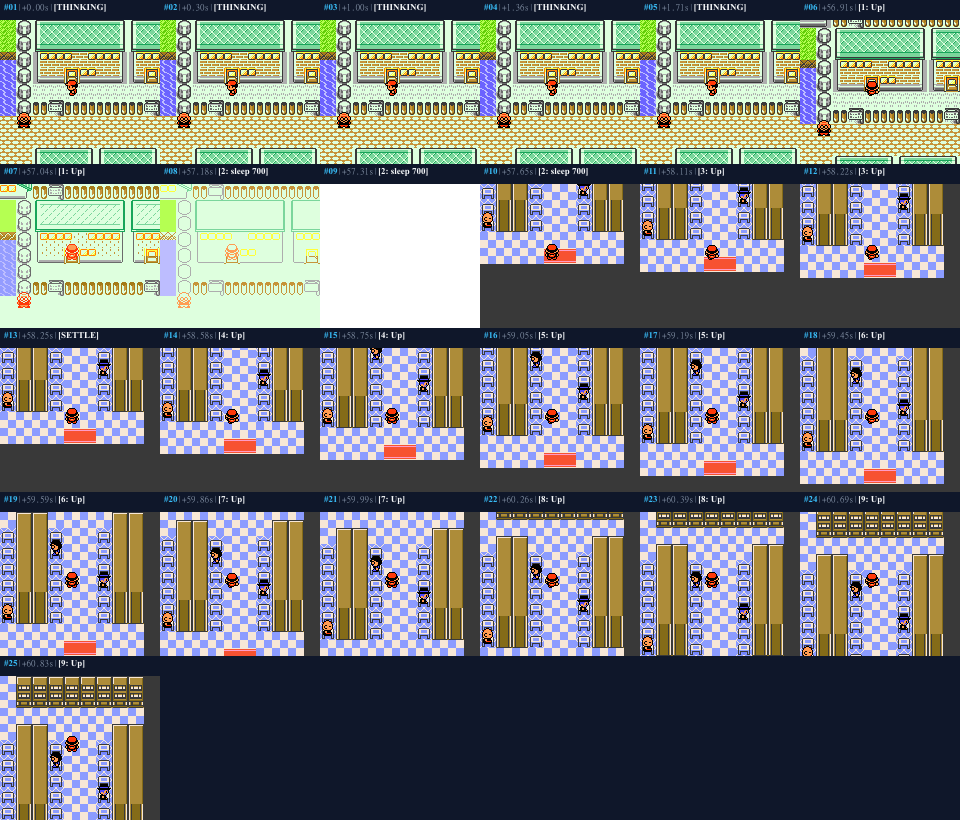 #01|+0.00s|[THINKING]
#02|+0.30s|[THINKING]
#03|+1.00s|[THINKING]
#04|+1.36s|[THINKING]
#05|+1.71s|[THINKING]
#06|+56.91s|[1: Up]
#07|+57.04s|[1: Up]
#08|+57.18s|[2: sleep 700]
#09|+57.31s|[2: sleep 700]
#10|+57.65s|[2: sleep 700]
#11|+58.11s|[3: Up]
#12|+58.22s|[3: Up]
#13|+58.25s|[SETTLE]
#14|+58.58s|[4: Up]
#15|+58.75s|[4: Up]
#16|+59.05s|[5: Up]
#17|+59.19s|[5: Up]
#18|+59.45s|[6: Up]
#19|+59.59s|[6: Up]
#20|+59.86s|[7: Up]
#21|+59.99s|[7: Up]
#22|+60.26s|[8: Up]
#23|+60.39s|[8: Up]
#24|+60.69s|[9: Up]
#25|+60.83s|[9: Up]